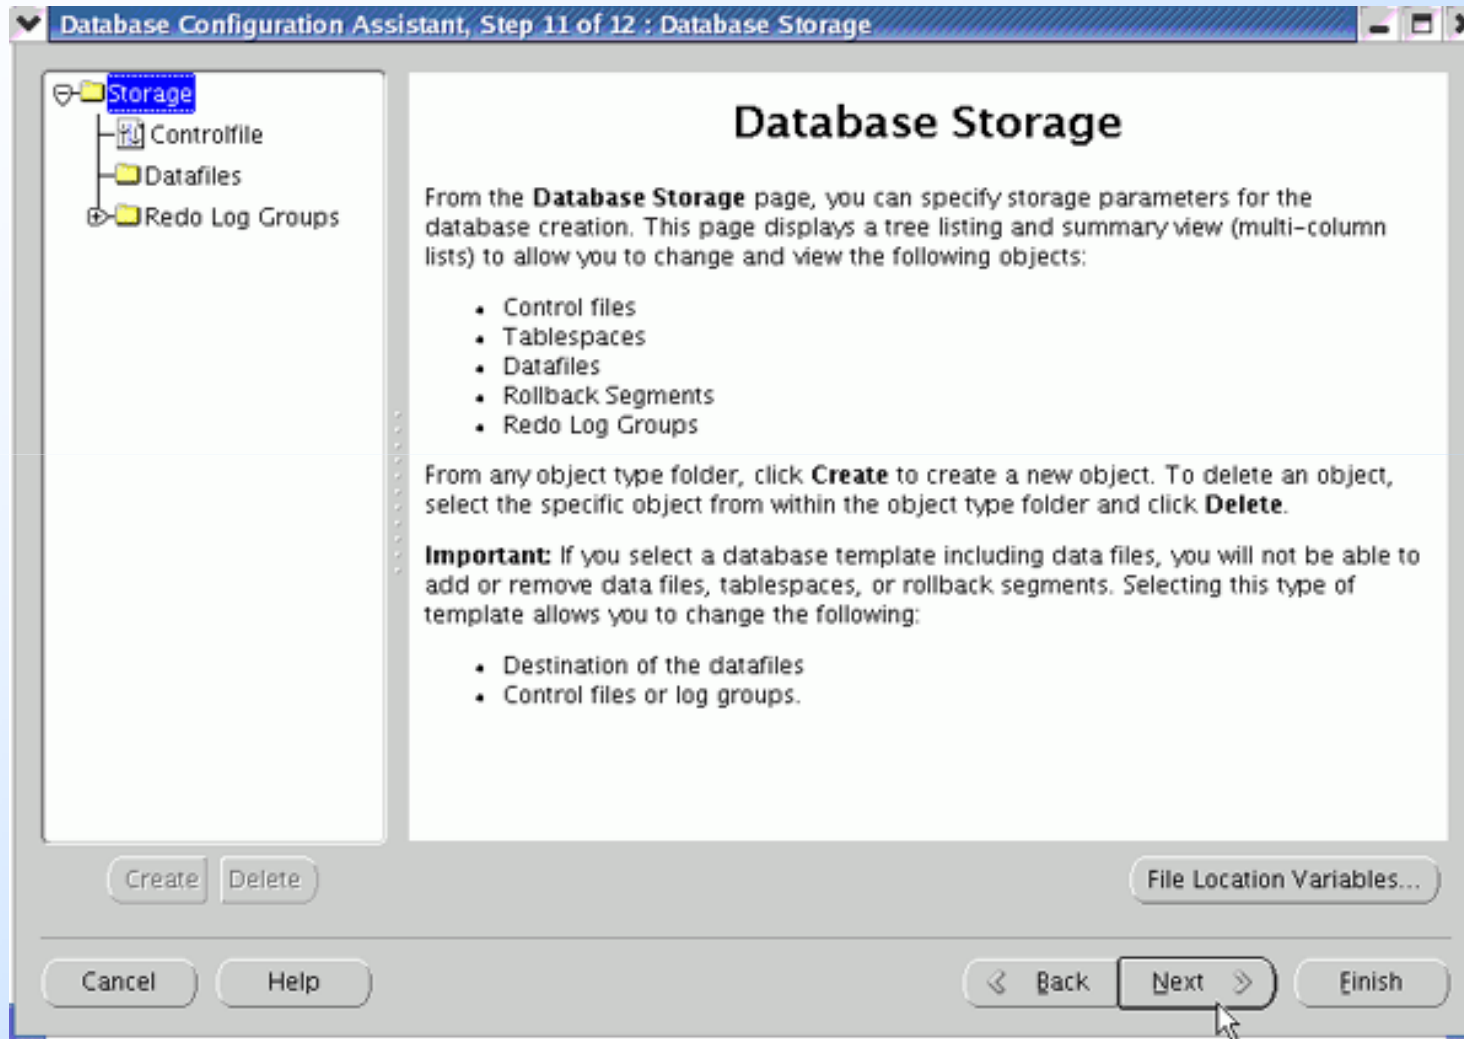 Database Configuration Assistant, Step 11 of 12 : Database Storage
Storage
Controlfile
Datafiles
Redo Log Groups
Database Storage
From the Database Storage page, you can specify storage parameters for the
database creation. This page displays a tree listing and summary view (multi-column
lists) to allow you to change and view the following objects:
• Control files
• Tablespaces
• Datafiles
• Rollback Segments
• Redo Log Groups
From any object type folder, click Create to create a new object. To delete an object,
select the specific object from within the object type folder and click Delete.
Important: If you select a database template including data files, you will not be able to
add or remove data files, tablespaces, or rollback segments. Selecting this type of
template allows you to change the following:
• Destination of the datafiles
• Control files or log groups.
Create Delete File Location Variables...
Cancel Help Back Next Finish